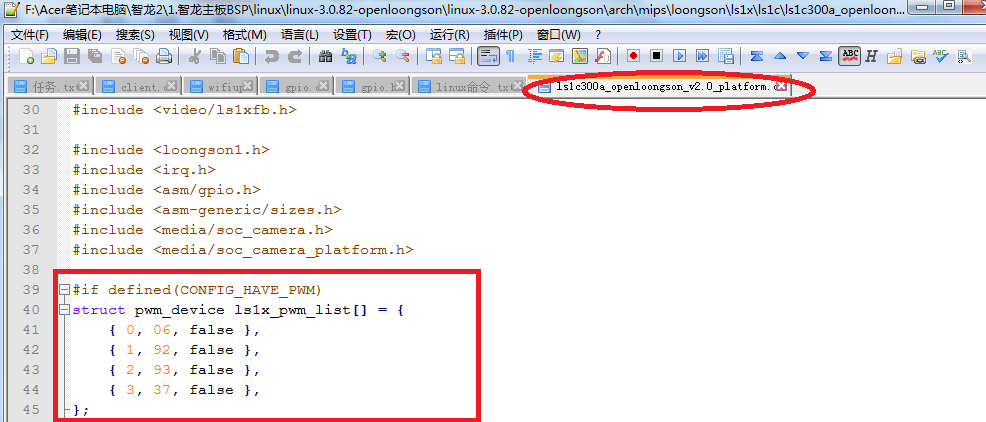 F:\Acer笔记本电脑\智龙2\1.智龙主板BSP\linux\linux-3.0.82-openloongson\linux-3.0.82-openloongson\arch\mips\loongson\ls1x\ls1c\ls1c300a_openloon...
文件(F) 编辑(E) 搜索(S) 视图(V) 格式(M) 语言(L) 设置(T) 宏(O) 运行(R) 插件(P) 窗口(W) ?
任务.txt client.c wifiup gpio.c gpio.h linux命令.txt ls1c300a_openloongson_v2.0_platform.c
30 #include <video/ls1xfb.h>
31
32 #include <loongson1.h>
33 #include <irq.h>
34 #include <asm/gpio.h>
35 #include <asm-generic/sizes.h>
36 #include <media/soc_camera.h>
37 #include <media/soc_camera_platform.h>
38
39 #if defined(CONFIG_HAVE_PWM)
40 struct pwm_device ls1x_pwm_list[] = {
41 { 0, 06, false },
42 { 1, 92, false },
43 { 2, 93, false },
44 { 3, 37, false },
45 };